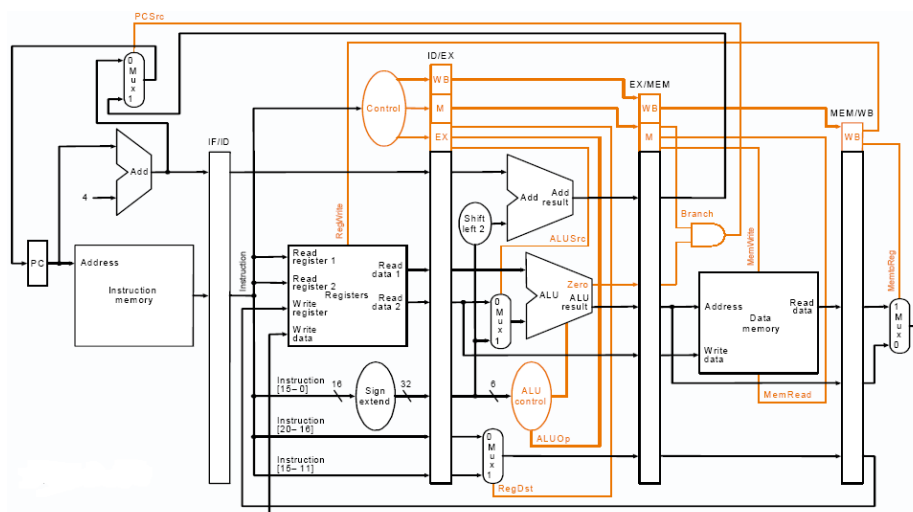 PCSrc
ID/EX
0
M
u
x
1
WB
EX/MEM
Control
M
WB
MEM/WB
EX
M
WB
IF/ID
Add
4
Add
Add
result
Shift
left 2
Branch
RegWrite
ALUSrc
MemWrite
MemtoReg
PC
Address
Instruction
memory
Instruction
Read
register 1
Read
register 2
Write
register
Write
data
Registers
Read
data 1
Read
data 2
0
M
u
x
1
Zero
ALU
ALU
result
Address
Read
data
Data
memory
Write
data
1
M
u
x
0
Instruction
[15–0]
16
Sign
extend
32
6
ALU
control
MemRead
Instruction
[20–16]
ALUOp
0
M
u
x
1
Instruction
[15–11]
RegDst